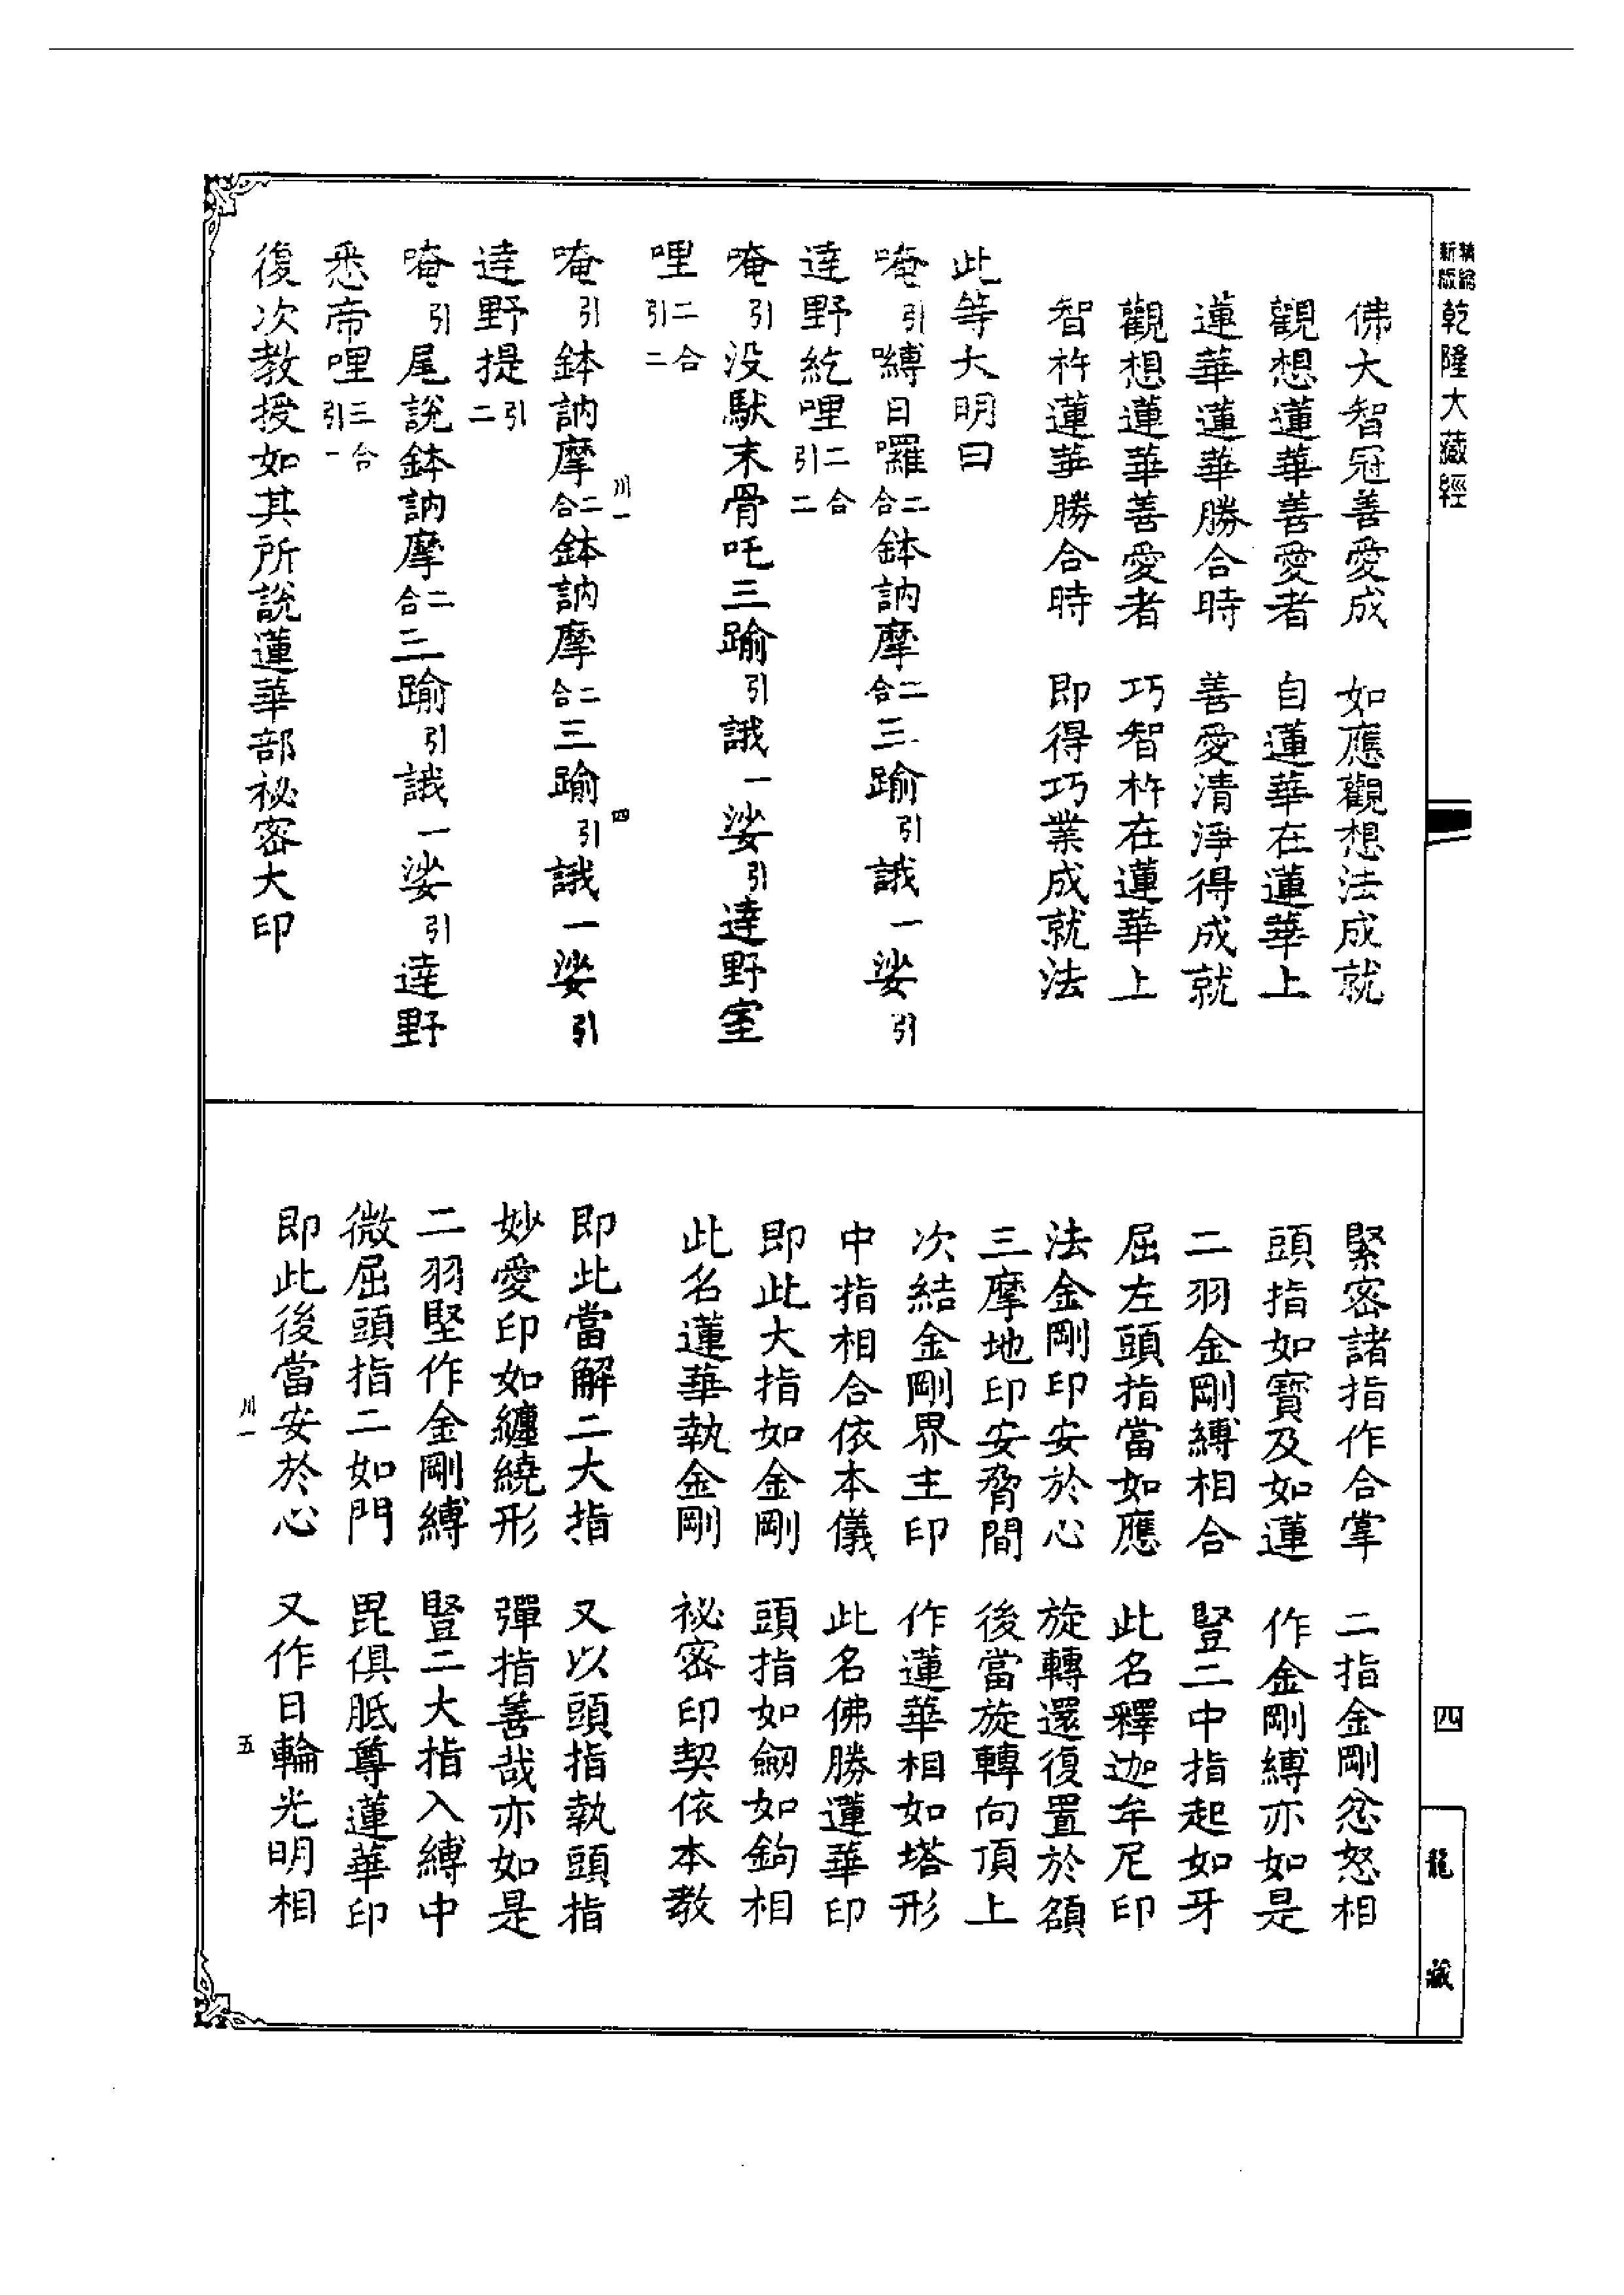 新編
縮版
乾隆大藏經
佛大智冠善愛成　如應觀想法成就
觀想蓮華善愛者　自蓮華在蓮華上
蓮華蓮華勝合時　善愛清淨得成就
觀想蓮華善愛者　巧智杵在蓮華上
智杵蓮華勝合時　即得巧業成就法
此等大明曰
唵引嚩日囉二合鉢訥摩二合三踰引誐一娑引
達野紇哩二合引二
唵引沒馱末骨吒三踰引誐一娑引達野室
哩二合引二
唵引鉢訥摩二合鉢訥摩二合三踰引誐一娑引
川一
四
達野提引二
唵引尾說鉢訥摩二合三踰引誐一娑引達野
悉帝哩三合引一
復次教授如其所說蓮華部祕密大印
緊密諸指作合掌　二指金剛忿怒相
頭指如寶及如蓮　作金剛縛亦如是
二羽金剛縛相合　豎二中指起如牙
屈左頭指當如應　此名釋迦牟尼印
法金剛印安於心　旋轉還復置於頷
三摩地印安脅間　後當旋轉向頂上
次結金剛界主印　作蓮華相如塔形
中指相合依本儀　此名佛勝蓮華印
即此大指如金剛　頭指如劒如鉤相
此名蓮華執金剛　祕密印契依本教
即此當解二大指　又以頭指執頭指
妙愛印如纏繞形　彈指善哉亦如是
二羽堅作金剛縛　豎二大指入縛中
微屈頭指二如門　毘俱胝尊蓮華印
即此後當安於心　又作日輪光明相
川一
五
四
龍藏